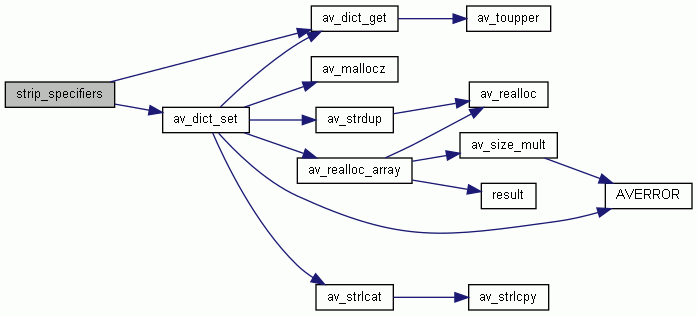 strip_specifiers
av_dict_get
av_toupper
av_mallocz
av_dict_set
av_strdup
av_realloc
av_realloc_array
av_size_mult
result
AVERROR
av_strlcat
av_strlcpy